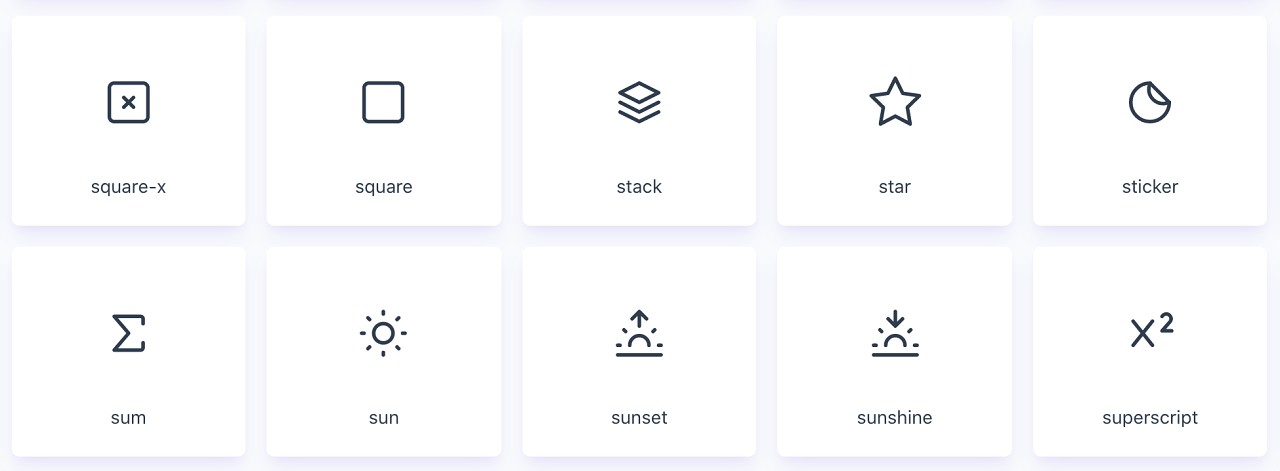 square-x
square
stack
star
sticker
sum
sun
sunset
sunshine
superscript